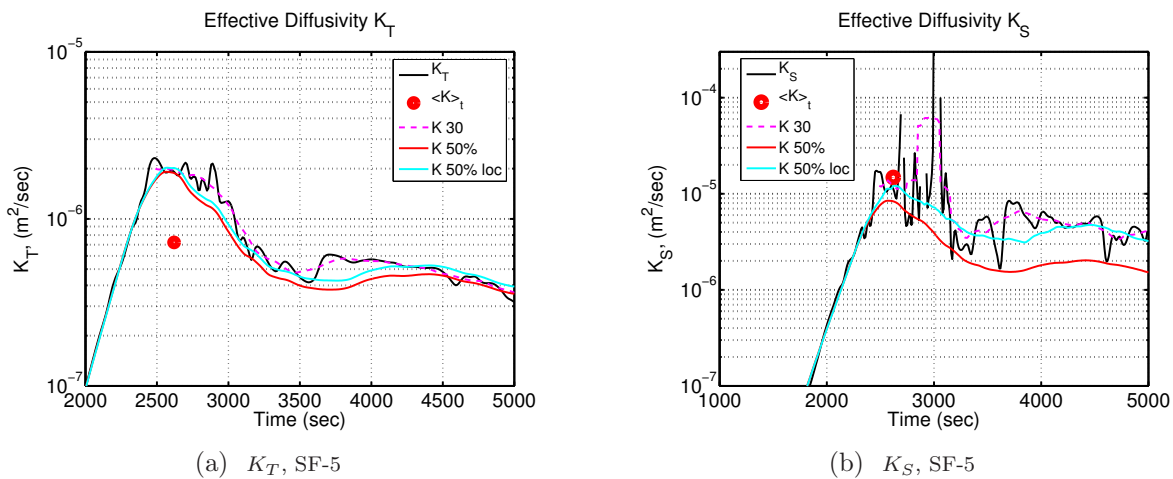 Effective Diffusivity K_T
K_T, (m^2/sec)
10^-5
10^-6
10^-7
K_T
<K>_t
K 30
K 50%
K 50% loc
2000 2500 3000 3500 4000 4500 5000
Time (sec)
(a) K_T, SF-5
Effective Diffusivity K_S
K_S, (m^2/sec)
10^-4
10^-5
10^-6
10^-7
K_S
<K>_t
K 30
K 50%
K 50% loc
1000 2000 3000 4000 5000
Time (sec)
(b) K_S, SF-5